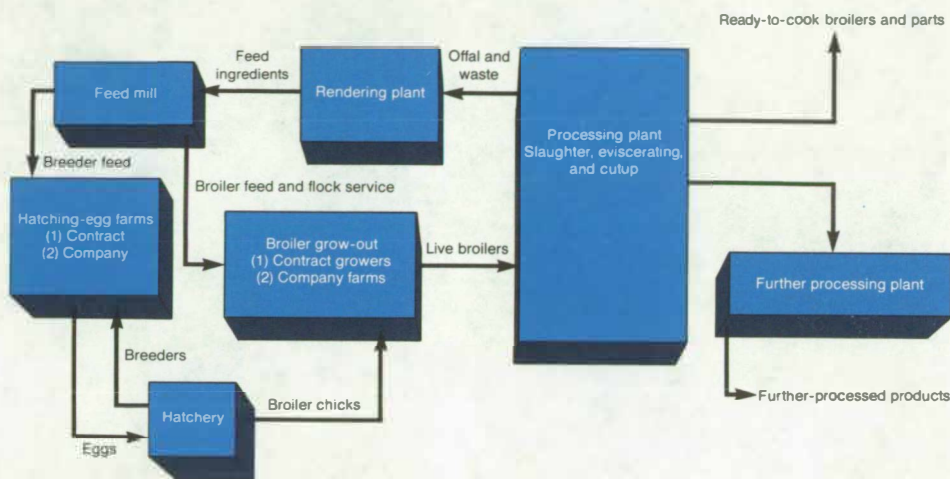 Ready-to-cook broilers and parts
Feed
ingredients
Offal and
waste
Feed mill
Rendering plant
Processing plant
Slaughter, eviscerating,
and cutup
Breeder feed
Broiler feed and flock service
Hatching-egg farms
(1) Contract
(2) Company
Broiler grow-out
(1) Contract growers
(2) Company farms
Live broilers
Further processing plant
Breeders
Hatchery
Broiler chicks
Further-processed products
Eggs